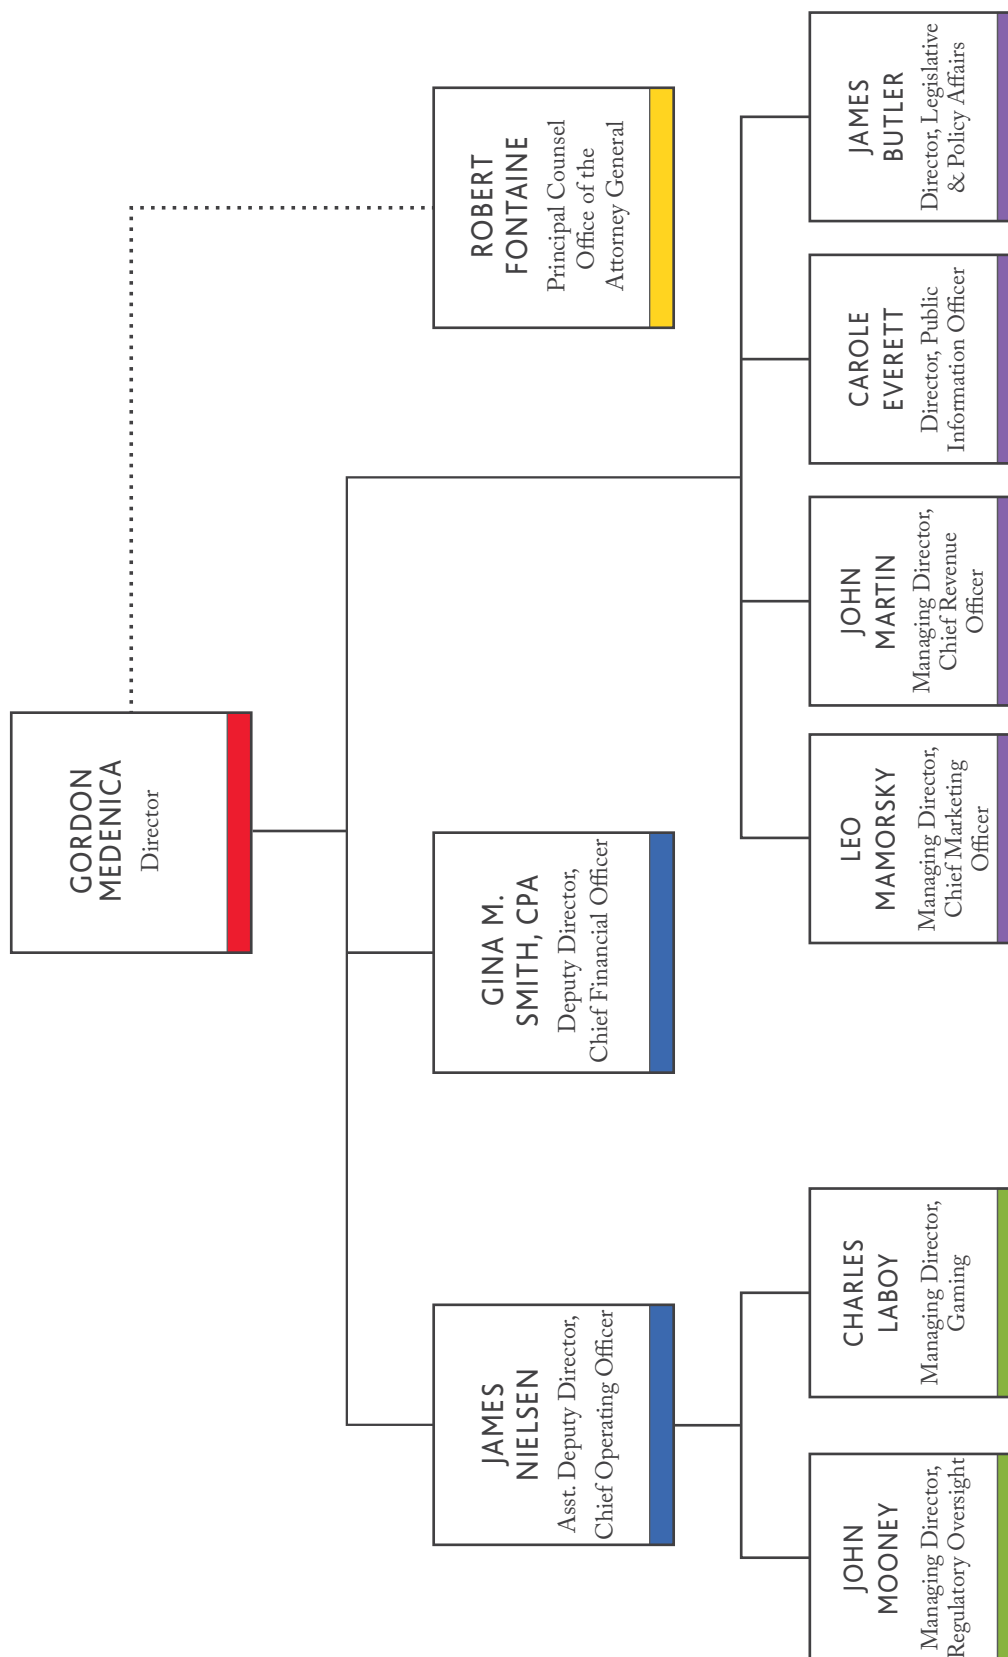 GORDON
MEDENICA
Director
JAMES
NIELSEN
Asst. Deputy Director,
Chief Operating Officer
GINA M.
SMITH, CPA
Deputy Director,
Chief Financial Officer
ROBERT
FONTAINE
Principal Counsel
Office of the
Attorney General
JOHN
MOONEY
Managing Director,
Regulatory Oversight
CHARLES
LABOY
Managing Director,
Gaming
LEO
MAMORSKY
Managing Director,
Chief Marketing
Officer
JOHN
MARTIN
Managing Director,
Chief Revenue
Officer
CAROLE
EVERETT
Director, Public
Information Officer
JAMES
BUTLER
Director, Legislative
& Policy Affairs